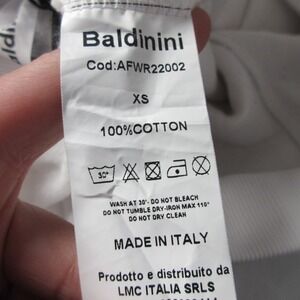 Baldinini
Cod:AFWR22002
XS
100%COTTON
30°
WASH AT 30°- DO NOT BLEACH
DO NOT TUMBLE DRY-IRON MAX 110°
DO NOT DRY CLEAN
MADE IN ITALY
Prodotto e distribuito da
LMC ITALIA SRLS